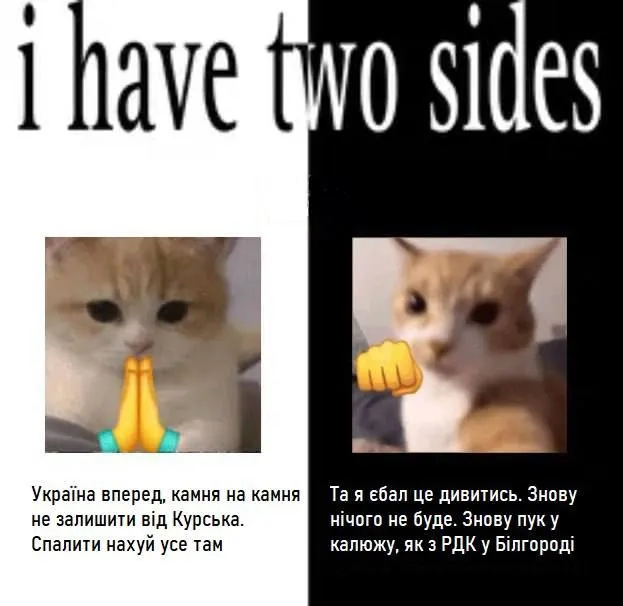 i have two sides
Україна вперед, камня на камня
не залишити від Курська.
Спалити нахуй усе там
Та я єбал це дивитись. Знову
нічого не буде. Знову пук у
калюжу, як з РДК у Білгороді